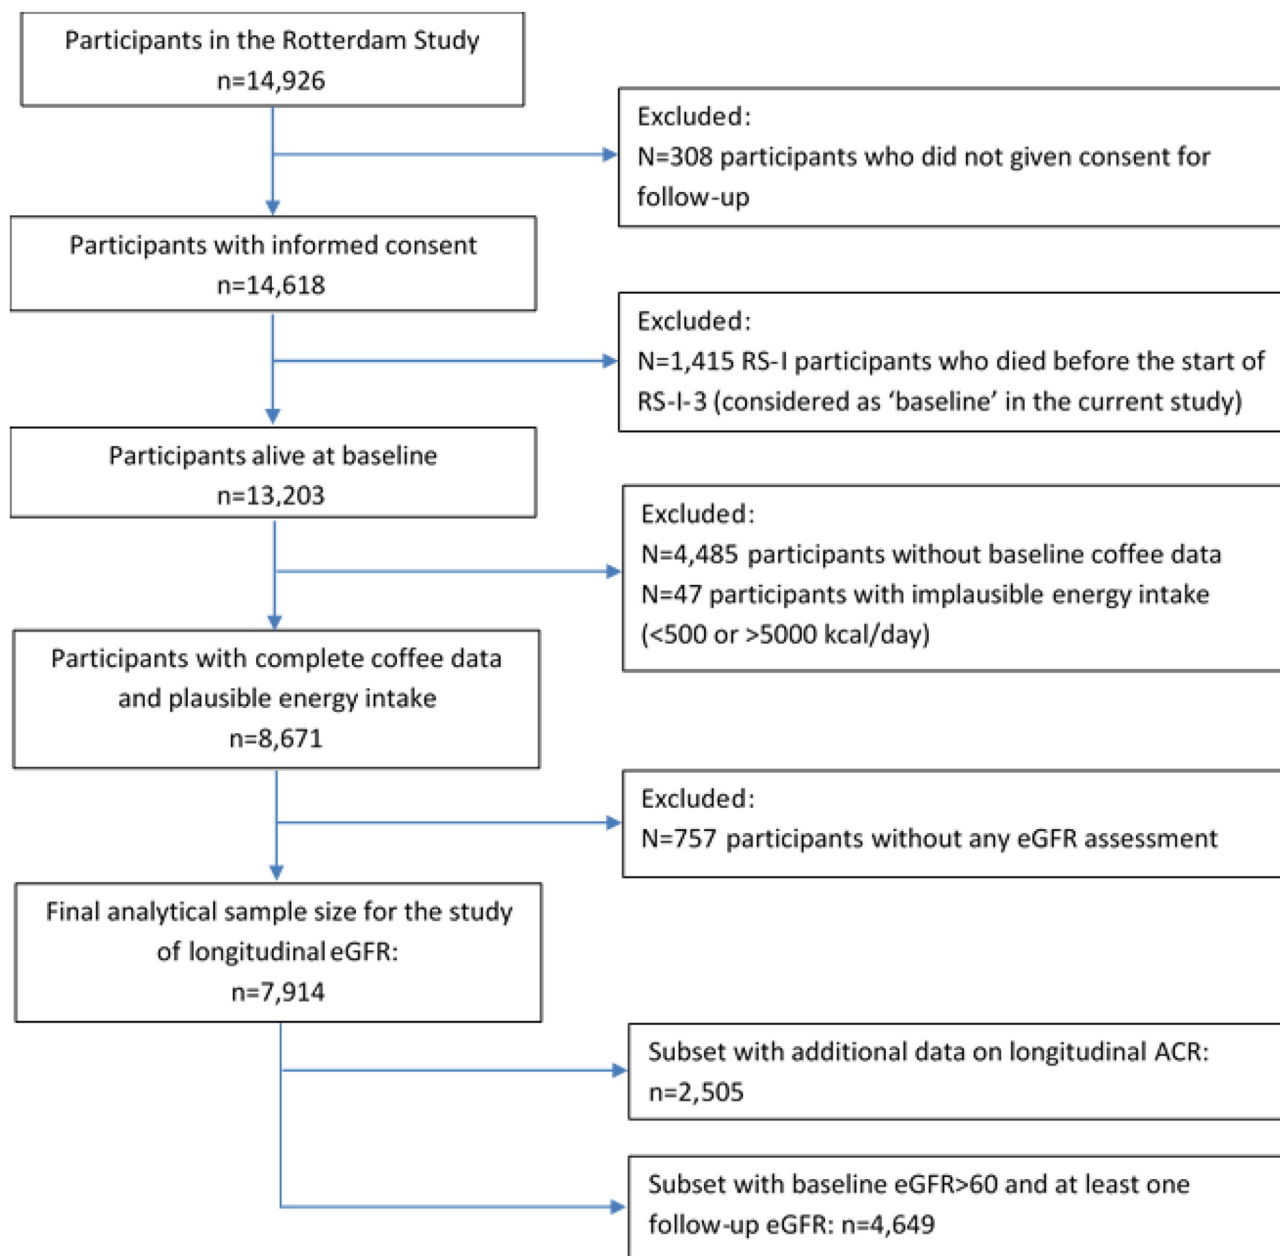 Participants in the Rotterdam Study
n=14,926
Excluded:
N=308 participants who did not given consent for
follow-up
Participants with informed consent
n=14,618
Excluded:
N=1,415 RS-I participants who died before the start of
RS-I-3 (considered as ‘baseline’ in the current study)
Participants alive at baseline
n=13,203
Excluded:
N=4,485 participants without baseline coffee data
N=47 participants with implausible energy intake
(<500 or >5000 kcal/day)
Participants with complete coffee data
and plausible energy intake
n=8,671
Excluded:
N=757 participants without any eGFR assessment
Final analytical sample size for the study
of longitudinal eGFR:
n=7,914
Subset with additional data on longitudinal ACR:
n=2,505
Subset with baseline eGFR>60 and at least one
follow-up eGFR: n=4,649